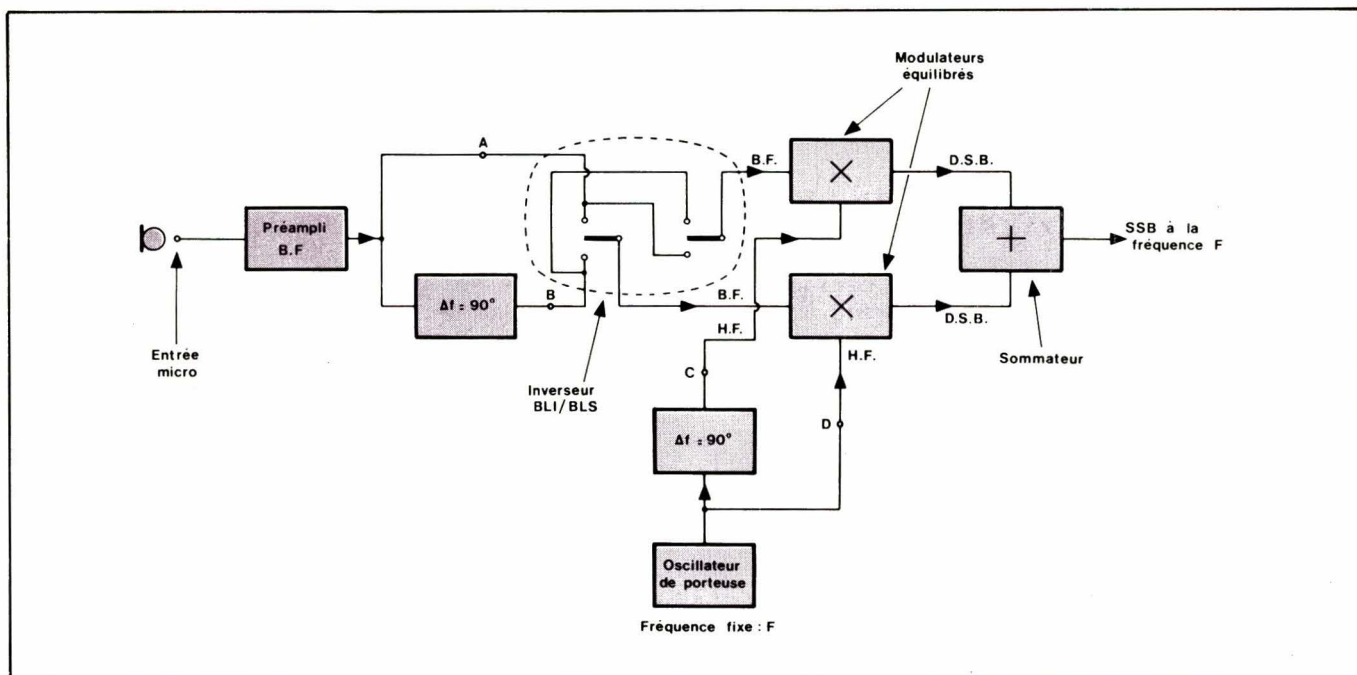 Modulateurs
équilibrés
A
B.F.
D.S.B.
Préampli
B.F
SSB à la
fréquence F
Δf = 90°
B
B.F.
D.S.B.
H.F.
H.F.
Entrée
micro
Inverseur
BLI/BLS
Sommateur
C
D
Δf = 90°
Oscillateur
de porteuse
Fréquence fixe : F